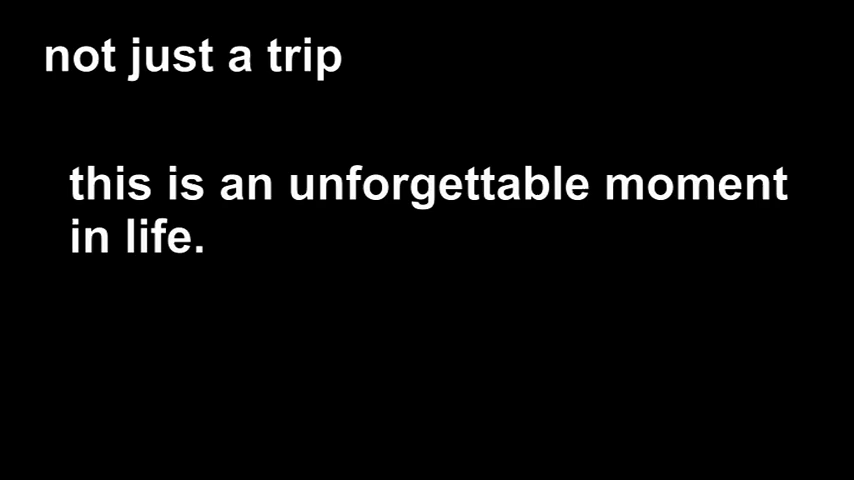 not just a trip
this is an unforgettable moment
in life.